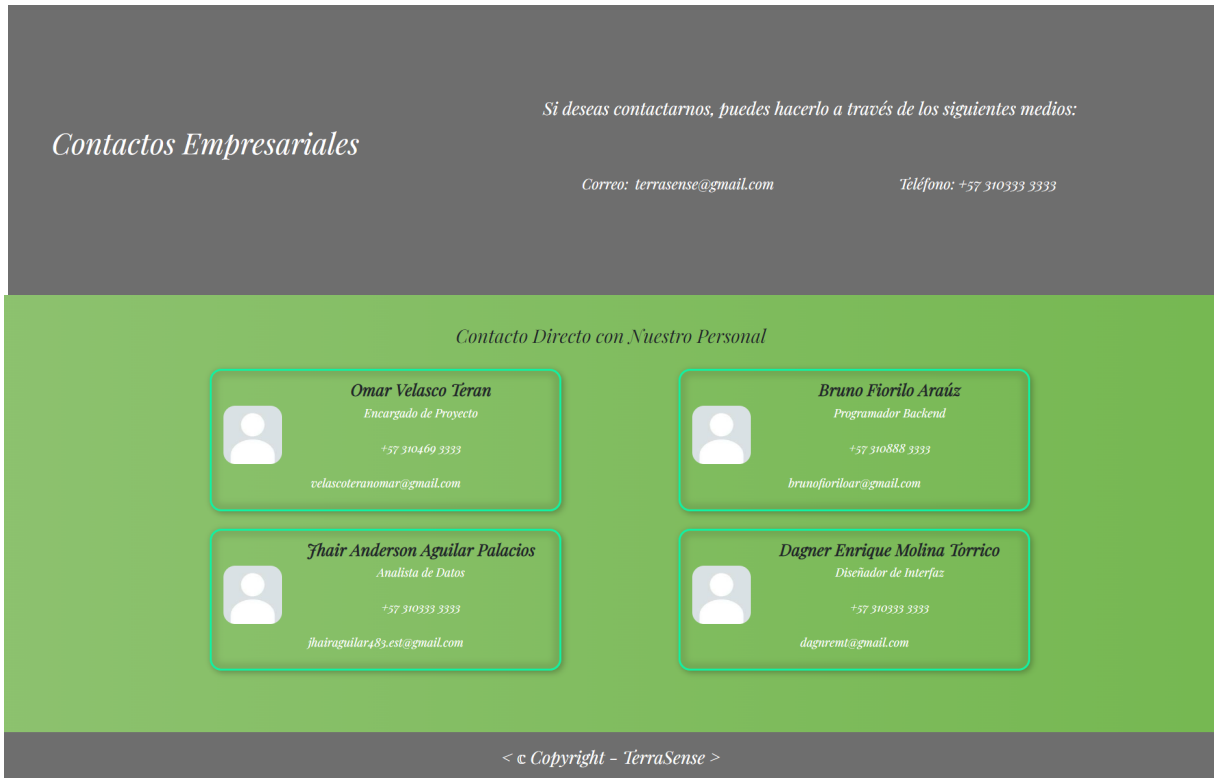 Contactos Empresariales
Si deseas contactarnos, puedes hacerlo a través de los siguientes medios:
Correo: terrasense@gmail.com
Teléfono: +57 310333 3333
Contacto Directo con Nuestro Personal
Omar Velasco Teran
Encargado de Proyecto
+57 310469 3333
velascoteranomar@gmail.com
Bruno Fiorilo Araúz
Programador Backend
+57 310888 3333
brunofioriloar@gmail.com
Jhair Anderson Aguilar Palacios
Analista de Datos
+57 310333 3333
jhairaguilar483.est@gmail.com
Dagner Enrique Molina Torrico
Diseñador de Interfaz
+57 310333 3333
dagnremt@gmail.com
< ℂ Copyright - TerraSense >